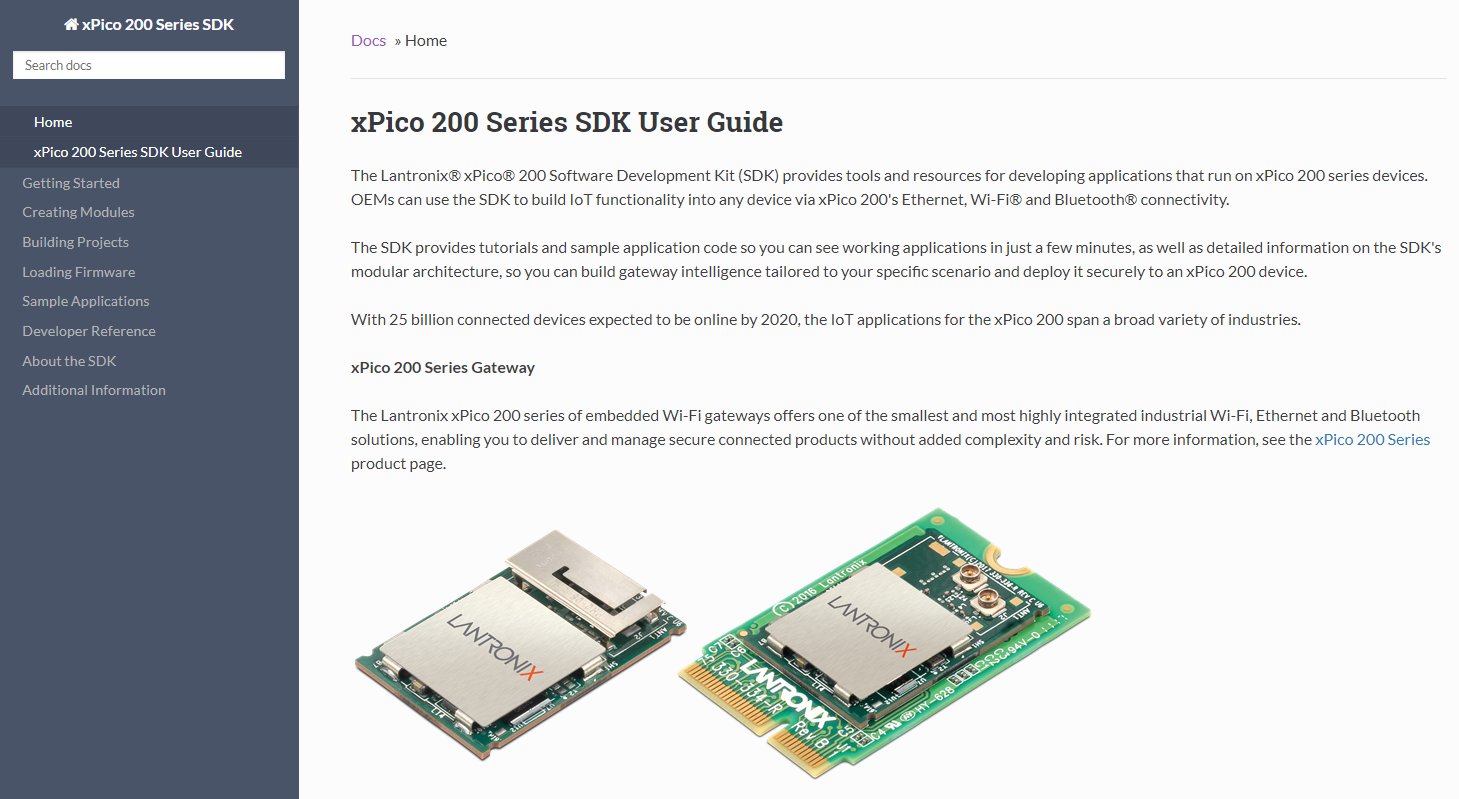 xPico 200 Series SDK
Search docs
Home
xPico 200 Series SDK User Guide
Getting Started
Creating Modules
Building Projects
Loading Firmware
Sample Applications
Developer Reference
About the SDK
Additional Information
Docs » Home
xPico 200 Series SDK User Guide
The Lantronix® xPico® 200 Software Development Kit (SDK) provides tools and resources for developing applications that run on xPico 200 series devices.
OEMs can use the SDK to build IoT functionality into any device via xPico 200's Ethernet, Wi-Fi® and Bluetooth® connectivity.
The SDK provides tutorials and sample application code so you can see working applications in just a few minutes, as well as detailed information on the SDK's
modular architecture, so you can build gateway intelligence tailored to your specific scenario and deploy it securely to an xPico 200 device.
With 25 billion connected devices expected to be online by 2020, the IoT applications for the xPico 200 span a broad variety of industries.
xPico 200 Series Gateway
The Lantronix xPico 200 series of embedded Wi-Fi gateways offers one of the smallest and most highly integrated industrial Wi-Fi, Ethernet and Bluetooth
solutions, enabling you to deliver and manage secure connected products without added complexity and risk. For more information, see the xPico 200 Series
product page.
LANTRONIX
J2
ANT1
(C)2016 Lantronix
LANTRONIX
J2
94V-0
HY-628
330-334-R
LANTRONIX
Rev B
C4